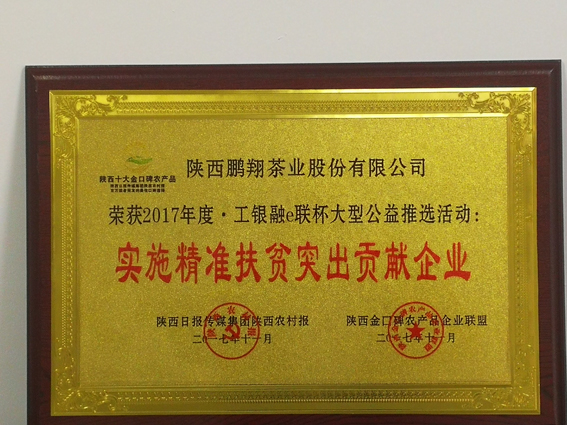 陕西十大金口碑农产品
陕西鹏翔茶业股份有限公司
荣获2017年度·工银融e联杯大型公益推选活动：
实施精准扶贫突出贡献企业
陕西日报传媒集团陕西农村报
二〇一七年十一月
陕西金口碑农产品企业联盟
二〇一七年十一月